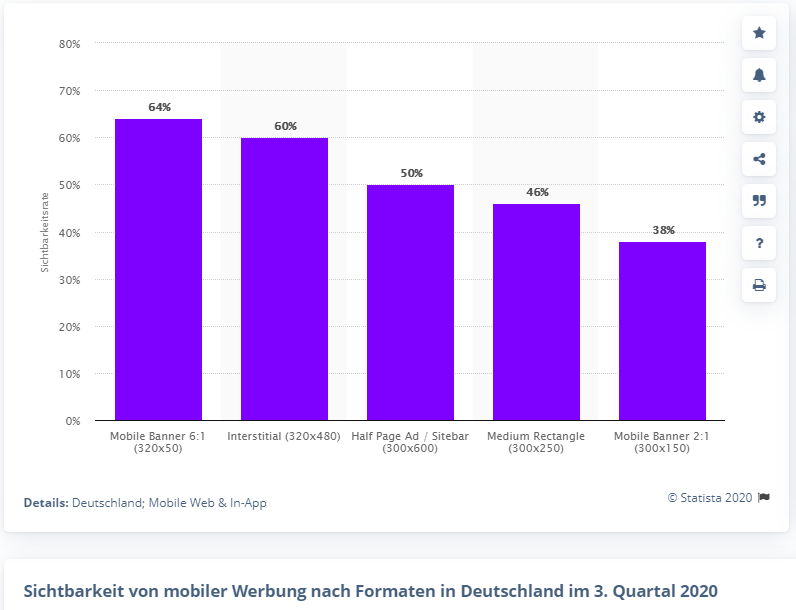 80%
70%
60%
50%
40%
30%
20%
10%
0%
Sichtbarkeitsrate
64%
60%
50%
46%
38%
Mobile Banner 6:1
(320x50)
Interstitial (320x480)
Half Page Ad / Sitebar
(300x600)
Medium Rectangle
(300x250)
Mobile Banner 2:1
(300x150)
?
Details: Deutschland; Mobile Web & In-App
© Statista 2020
Sichtbarkeit von mobiler Werbung nach Formaten in Deutschland im 3. Quartal 2020